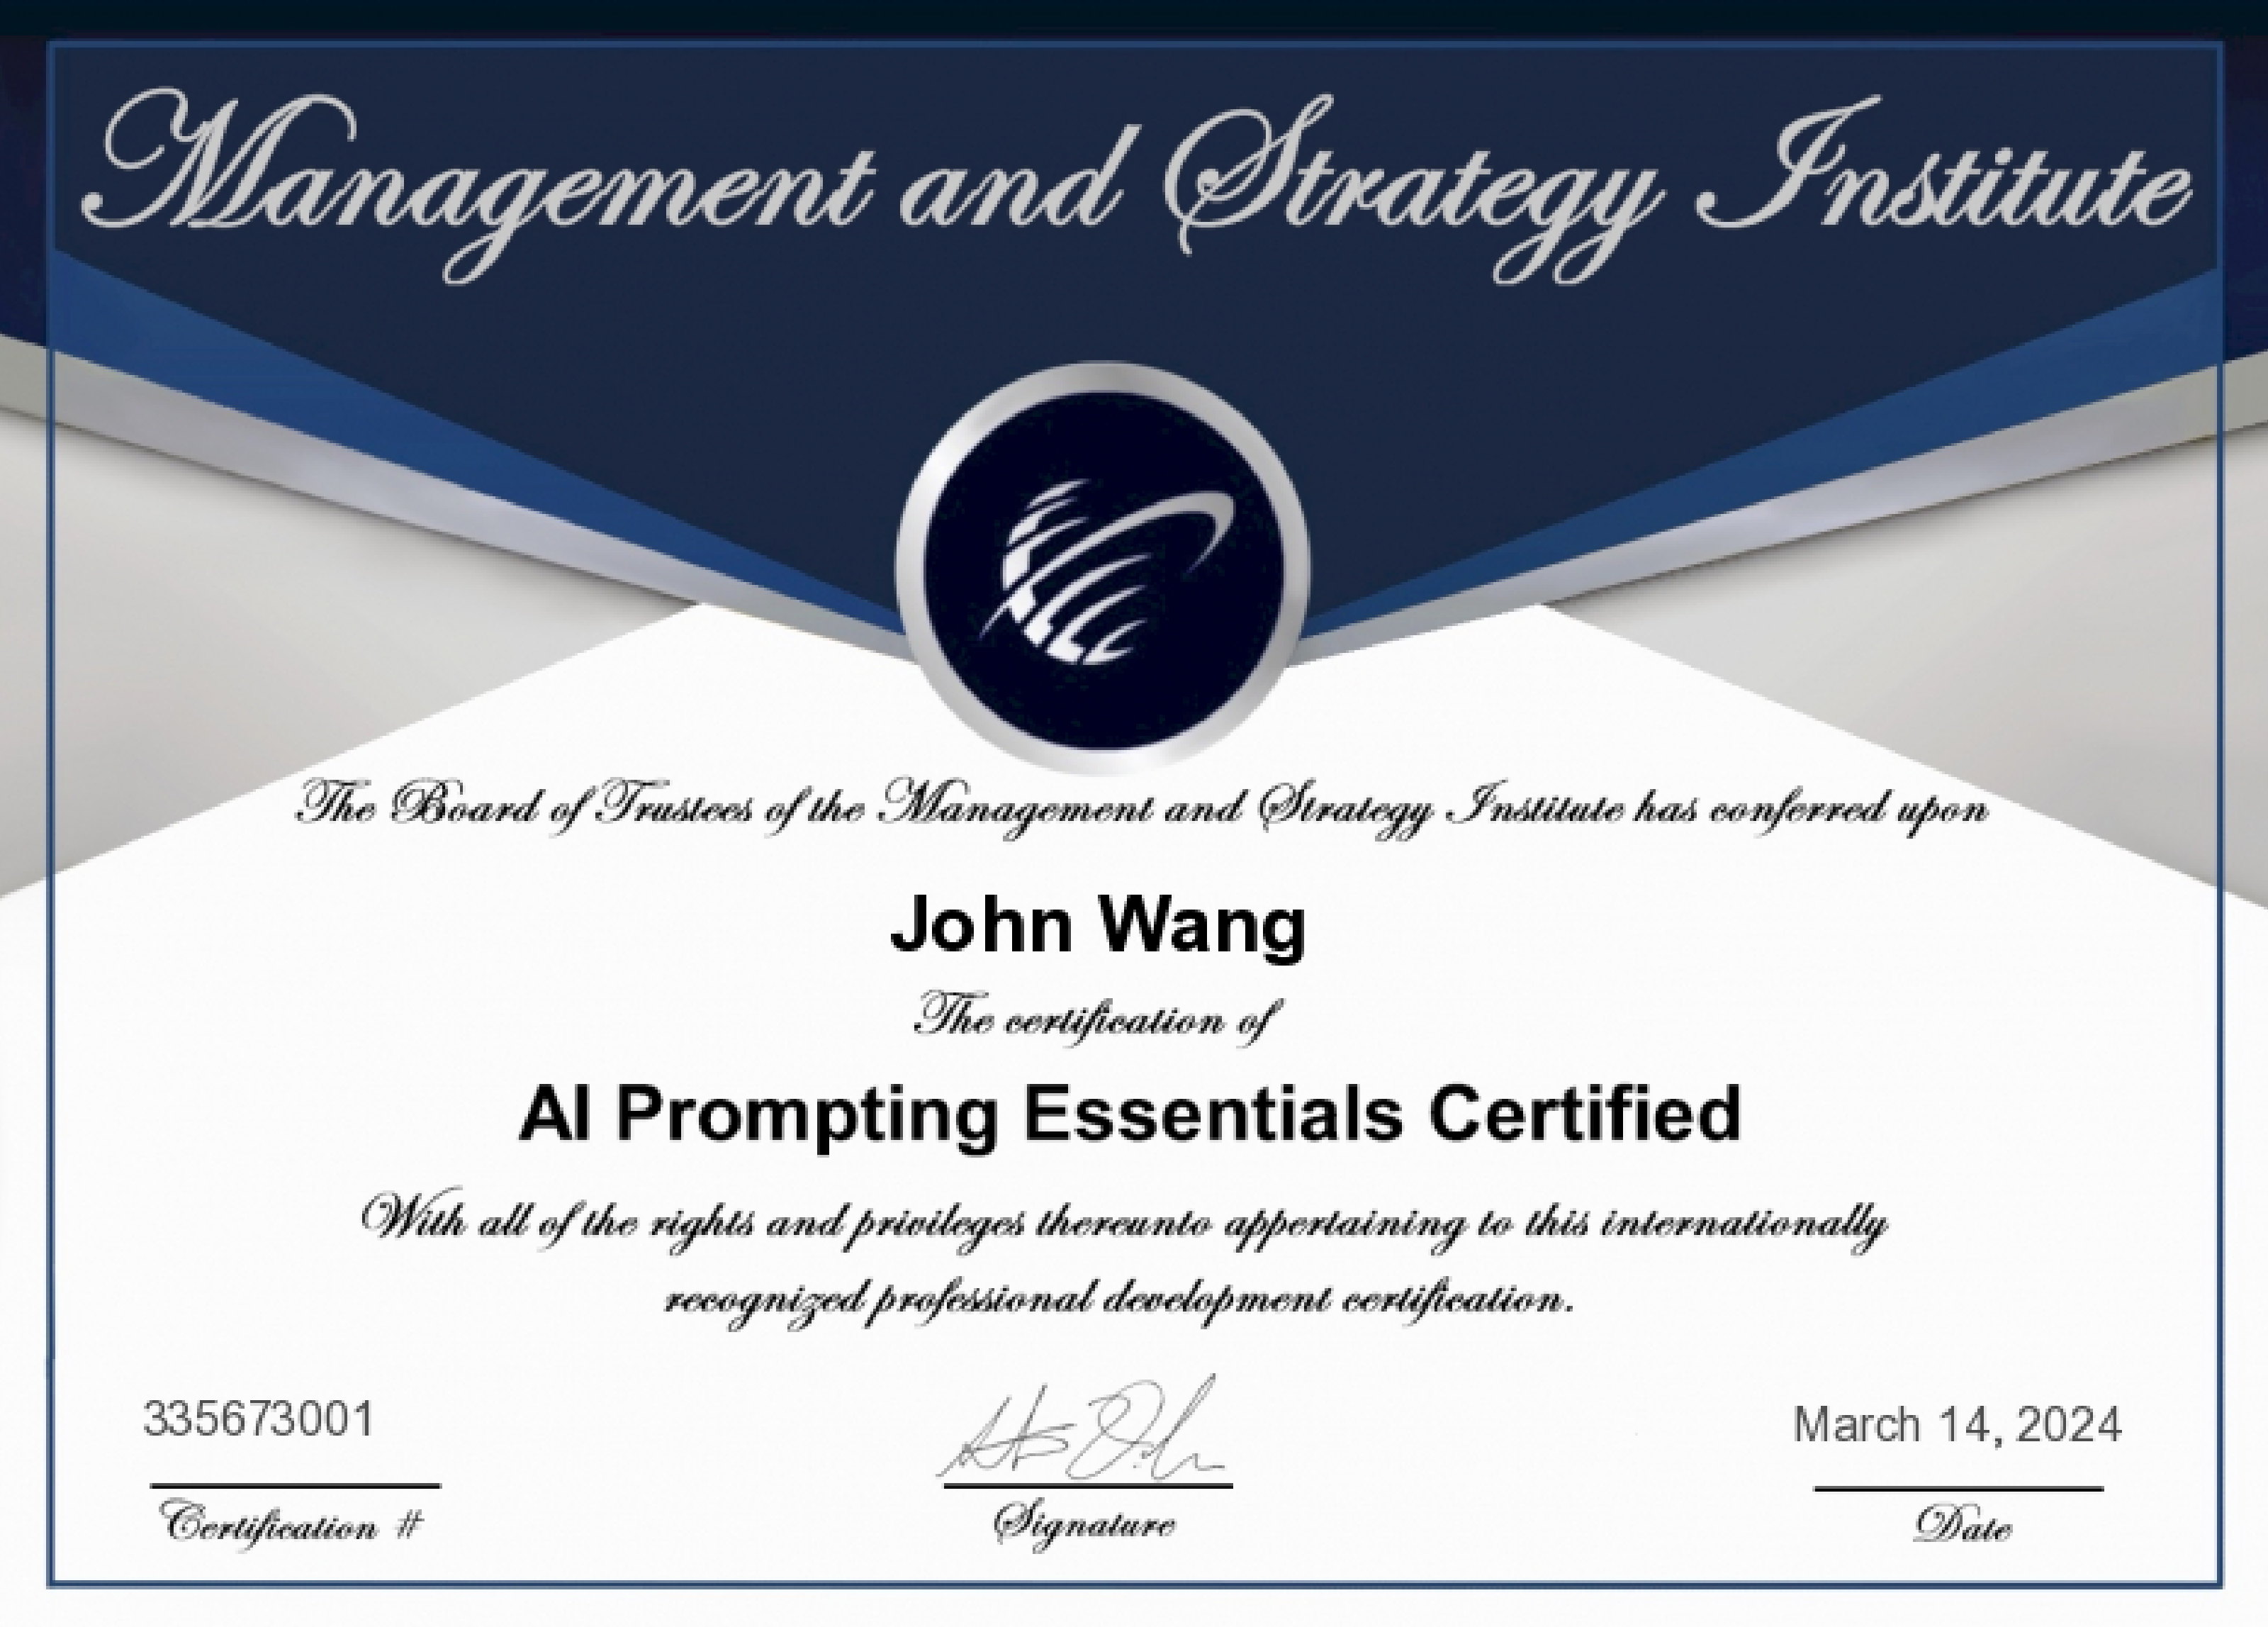 Management and Strategy Institute
The Board of Trustees of the Management and Strategy Institute has conferred upon
John Wang
The certification of
AI Prompting Essentials Certified
With all of the rights and privileges thereunto appertaining to this internationally
recognized professional development certification.
335673001
March 14, 2024
Certification #
Signature
Date